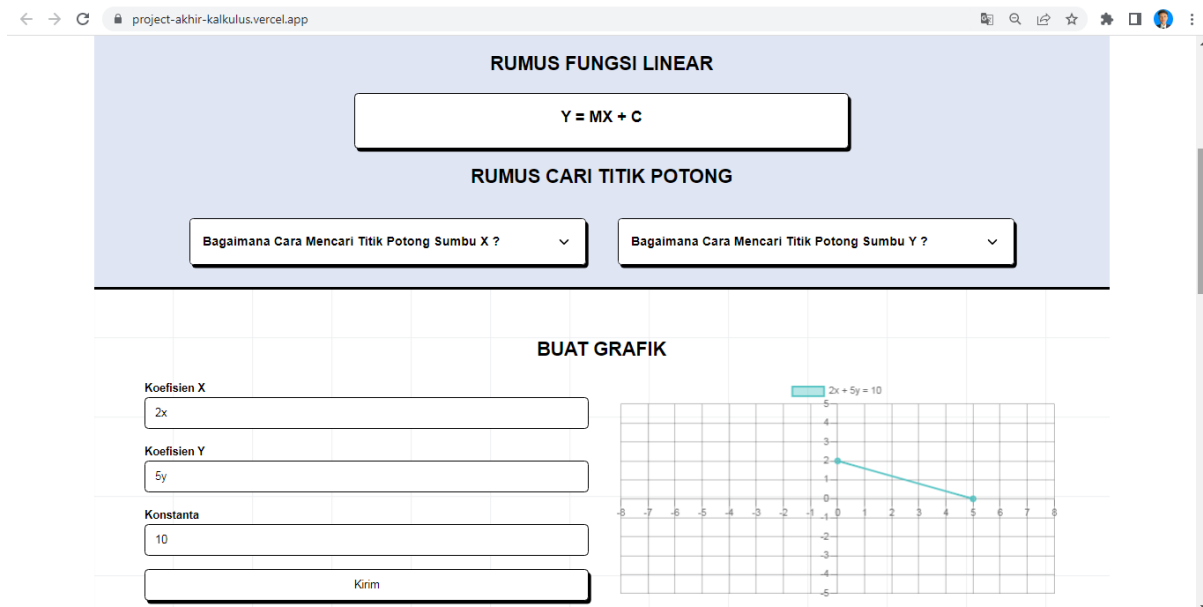 project-akhir-kalkulus.vercel.app
RUMUS FUNGSI LINEAR
Y = MX + C
RUMUS CARI TITIK POTONG
Bagaimana Cara Mencari Titik Potong Sumbu X ?
Bagaimana Cara Mencari Titik Potong Sumbu Y ?
BUAT GRAFIK
Koefisien X
2x
Koefisien Y
5y
Konstanta
10
Kirim
2x + 5y = 10
5
4
3
2
1
0
-8 -7 -6 -5 -4 -3 -2 -1 0 1 2 3 4 5 6 7 8
-1
-2
-3
-4
-5